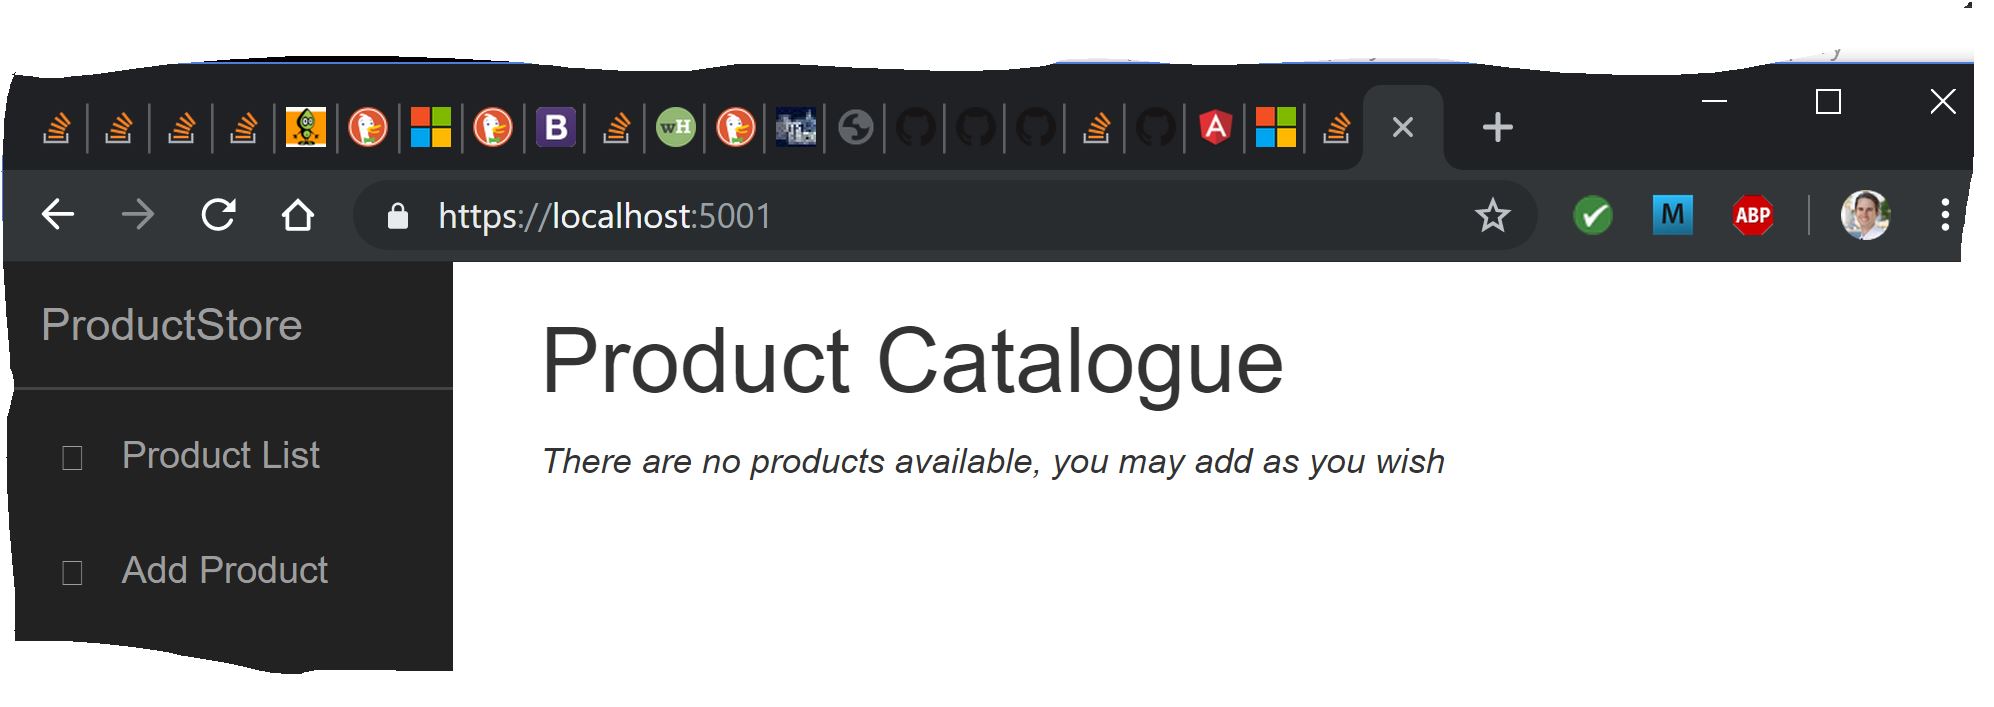 B
wH
A
https://localhost:5001
M
ABP
ProductStore
Product Catalogue
Product List
There are no products available, you may add as you wish
Add Product